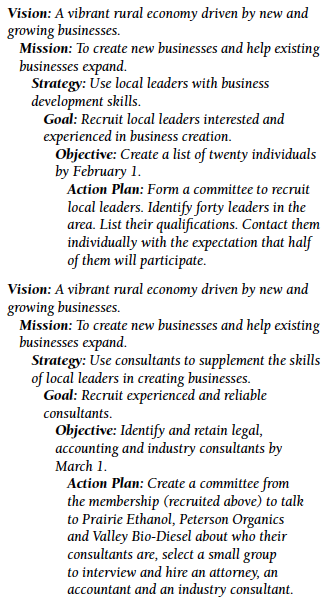 Vision: A vibrant rural economy driven by new and
growing businesses.
Mission: To create new businesses and help existing
businesses expand.
Strategy: Use local leaders with business
development skills.
Goal: Recruit local leaders interested and
experienced in business creation.
Objective: Create a list of twenty individuals
by February 1.
Action Plan: Form a committee to recruit
local leaders. Identify forty leaders in the
area. List their qualifications. Contact them
individually with the expectation that half
of them will participate.
Vision: A vibrant rural economy driven by new and
growing businesses.
Mission: To create new businesses and help existing
businesses expand.
Strategy: Use consultants to supplement the skills
of local leaders in creating businesses.
Goal: Recruit experienced and reliable
consultants.
Objective: Identify and retain legal,
accounting and industry consultants by
March 1.
Action Plan: Create a committee from
the membership (recruited above) to talk
to Prairie Ethanol, Peterson Organics
and Valley Bio-Diesel about who their
consultants are, select a small group
to interview and hire an attorney, an
accountant and an industry consultant.